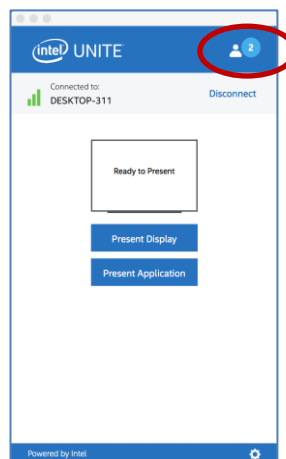 intel UNITE
2
Connected to:
DESKTOP-311
Disconnect
Ready to Present
Present Display
Present Application
Powered by Intel